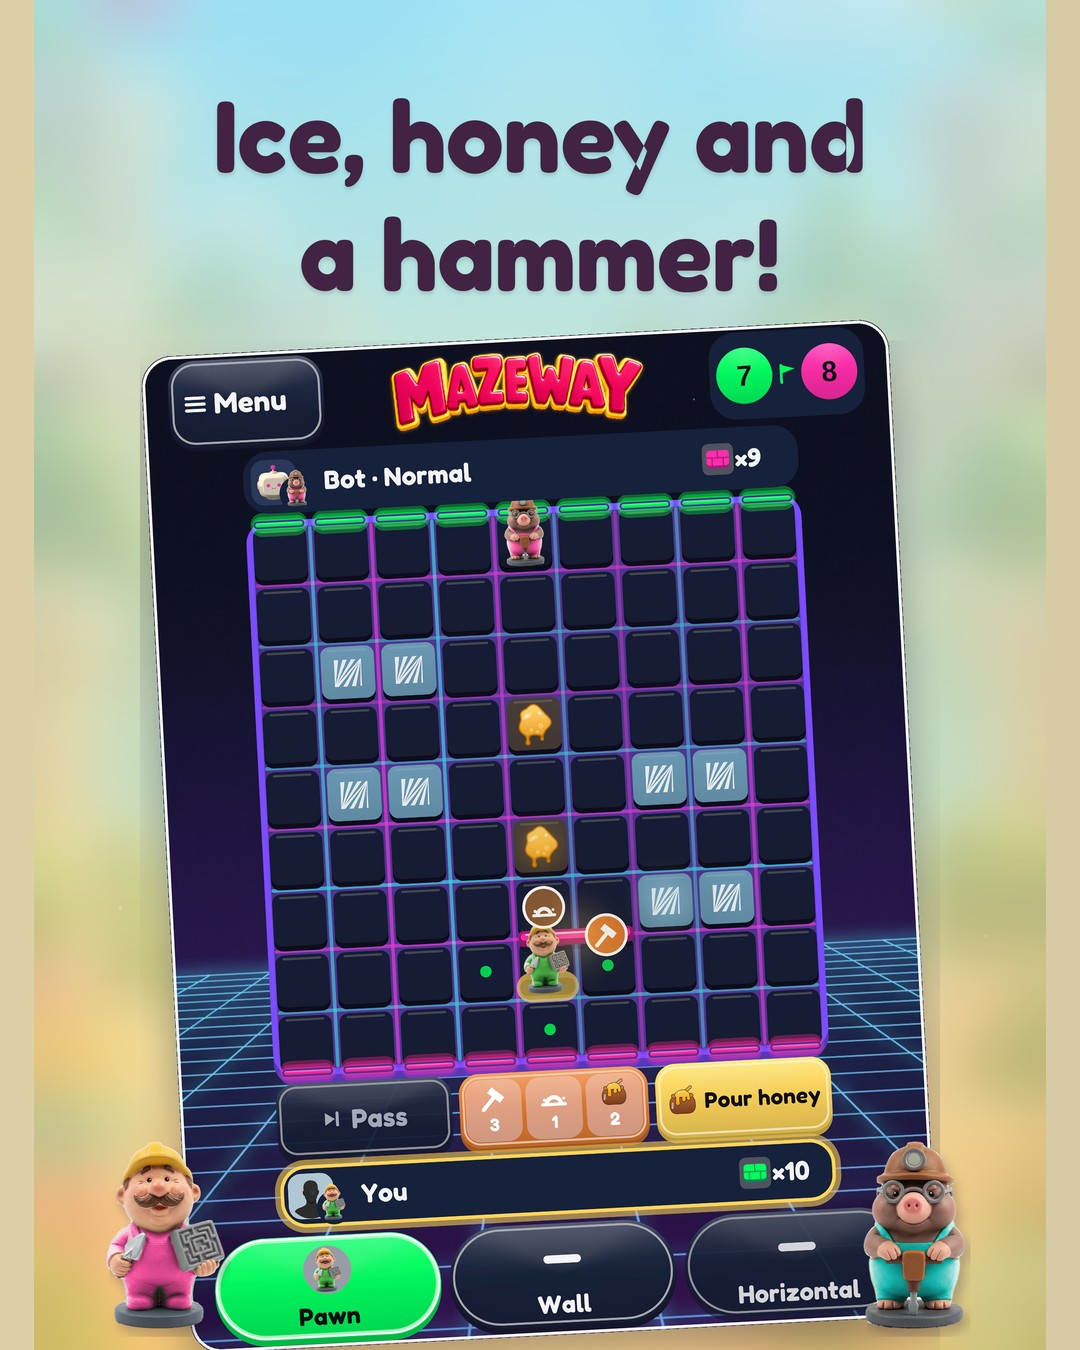 Ice, honey and
a hammer!
Menu
MAZEWAY
7
8
Bot · Normal
x9
Pass
3
1
2
Pour honey
You
x10
Pawn
Wall
Horizontal